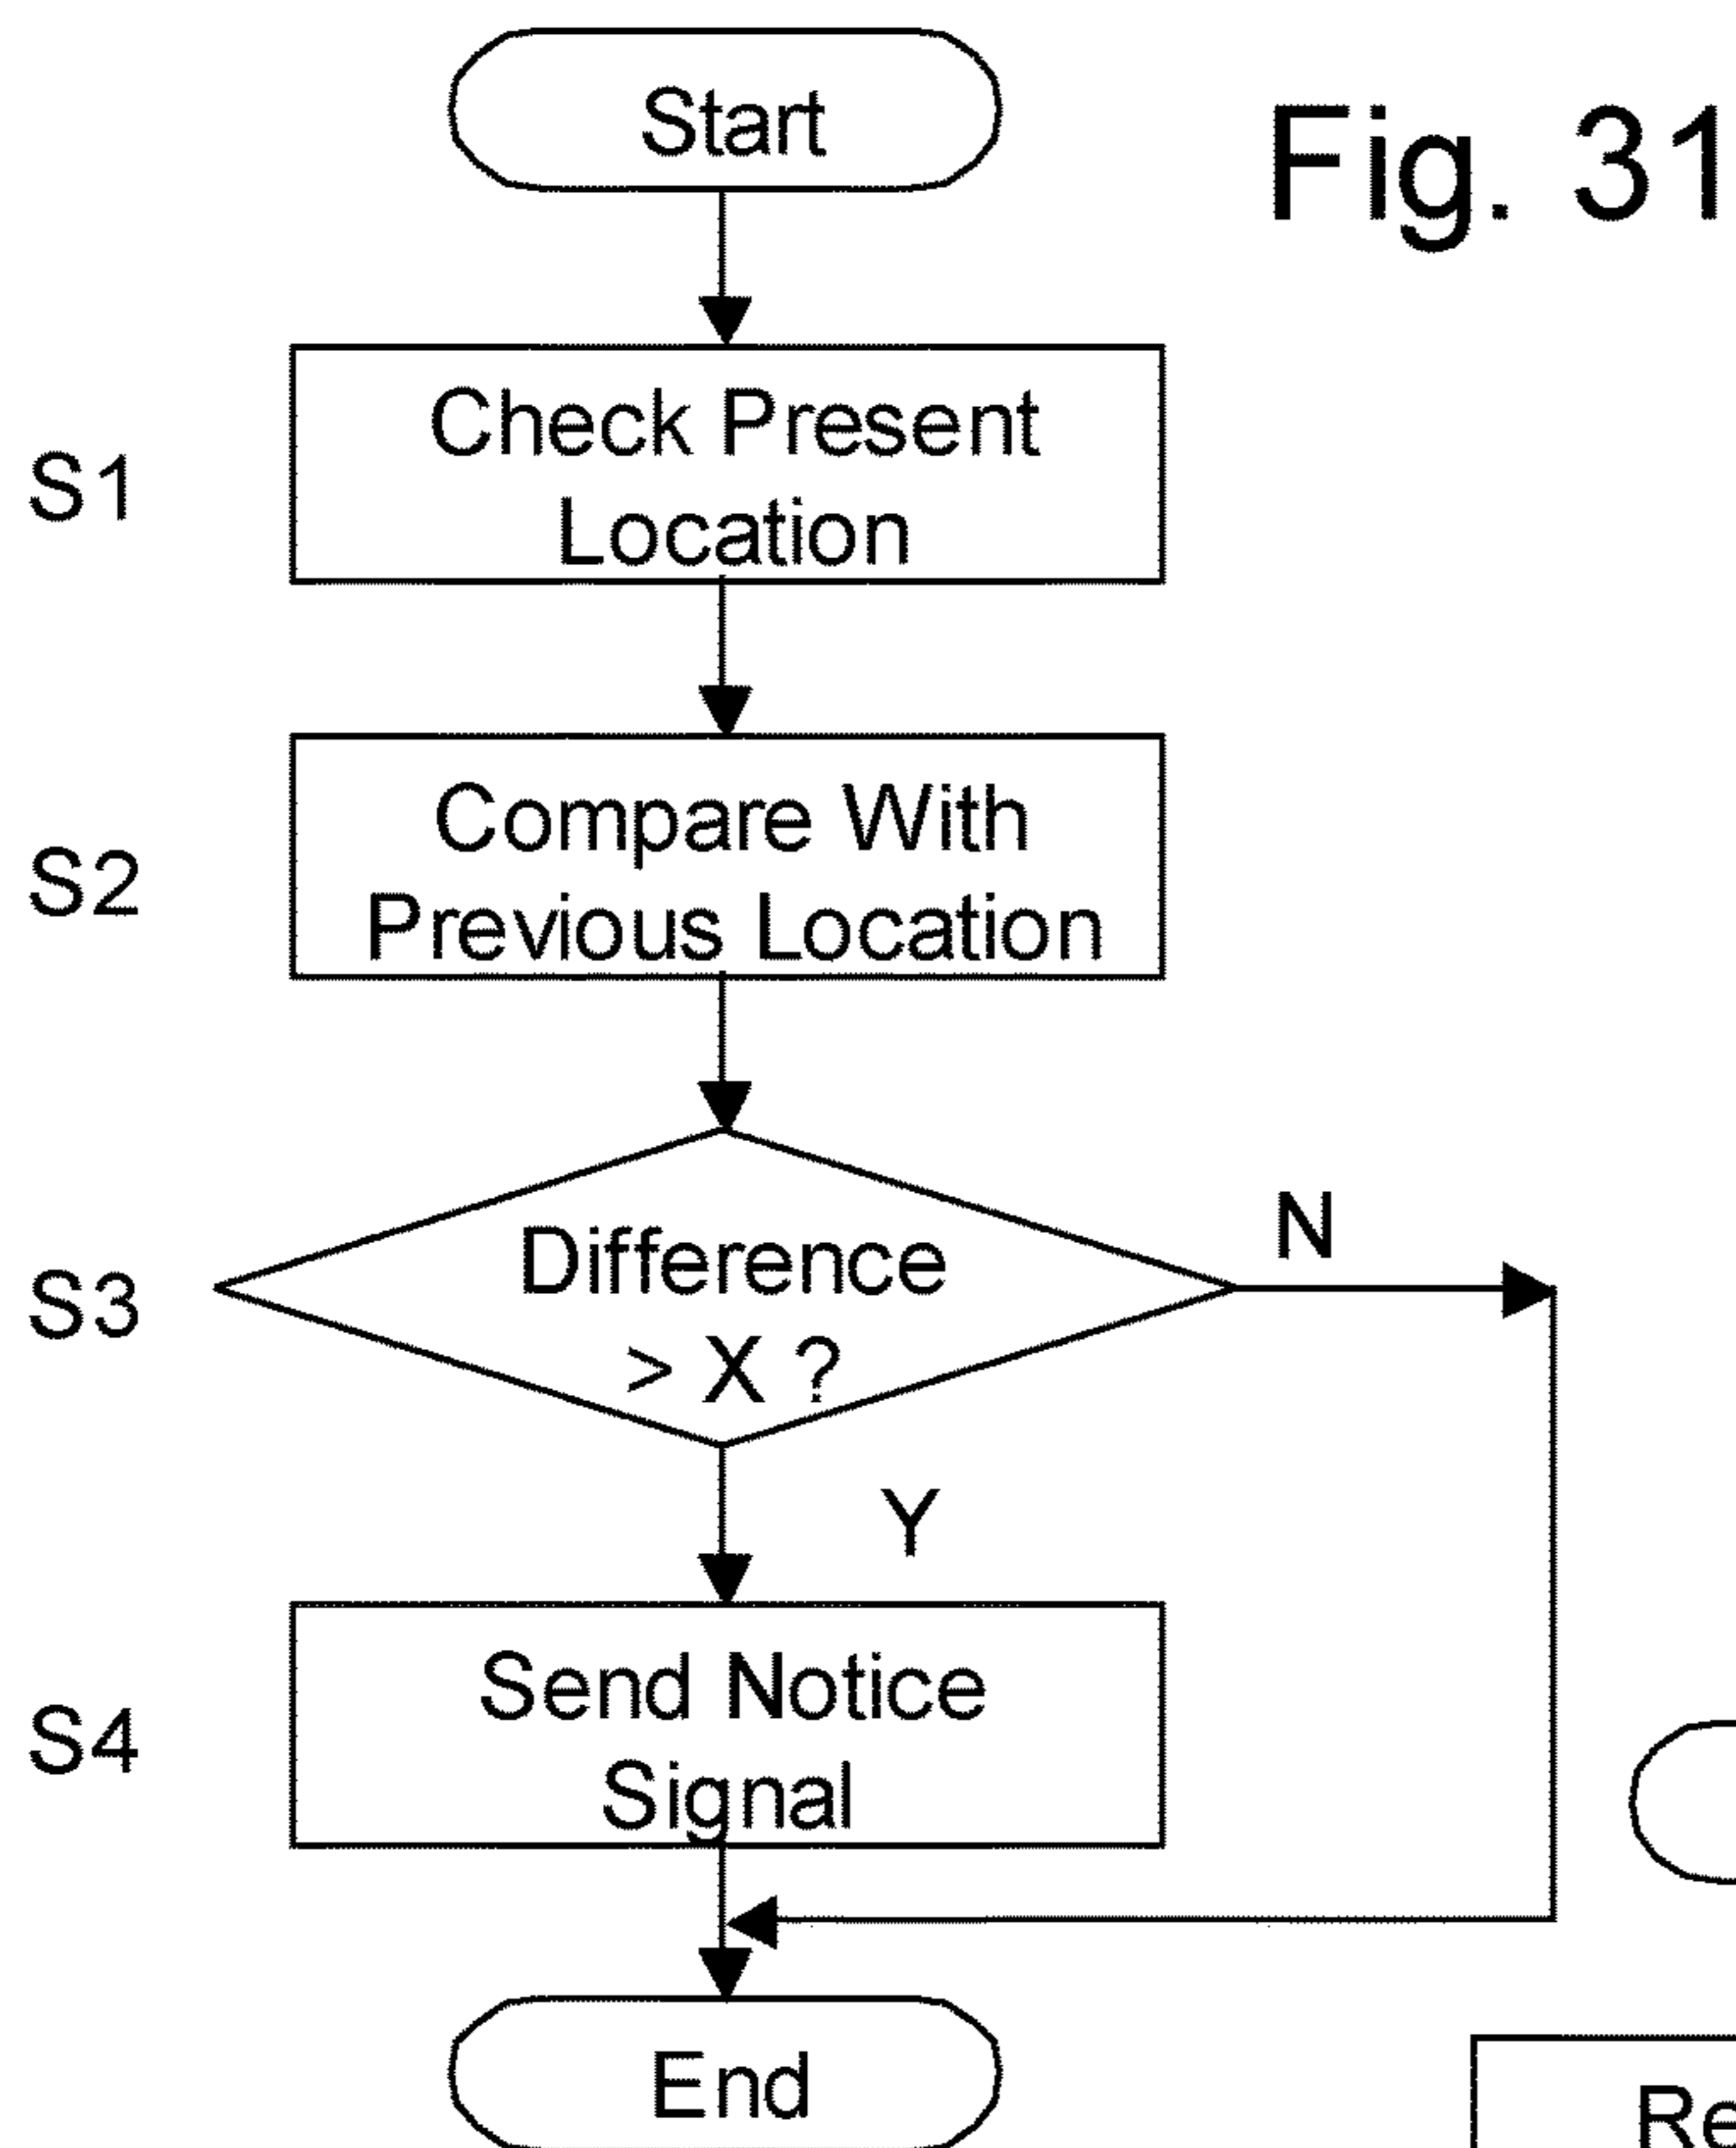 Start
Fig. 31
S1
Check Present
Location
S2
Compare With
Previous Location
S3
Difference
> X ?
N
Y
S4
Send Notice
Signal
End